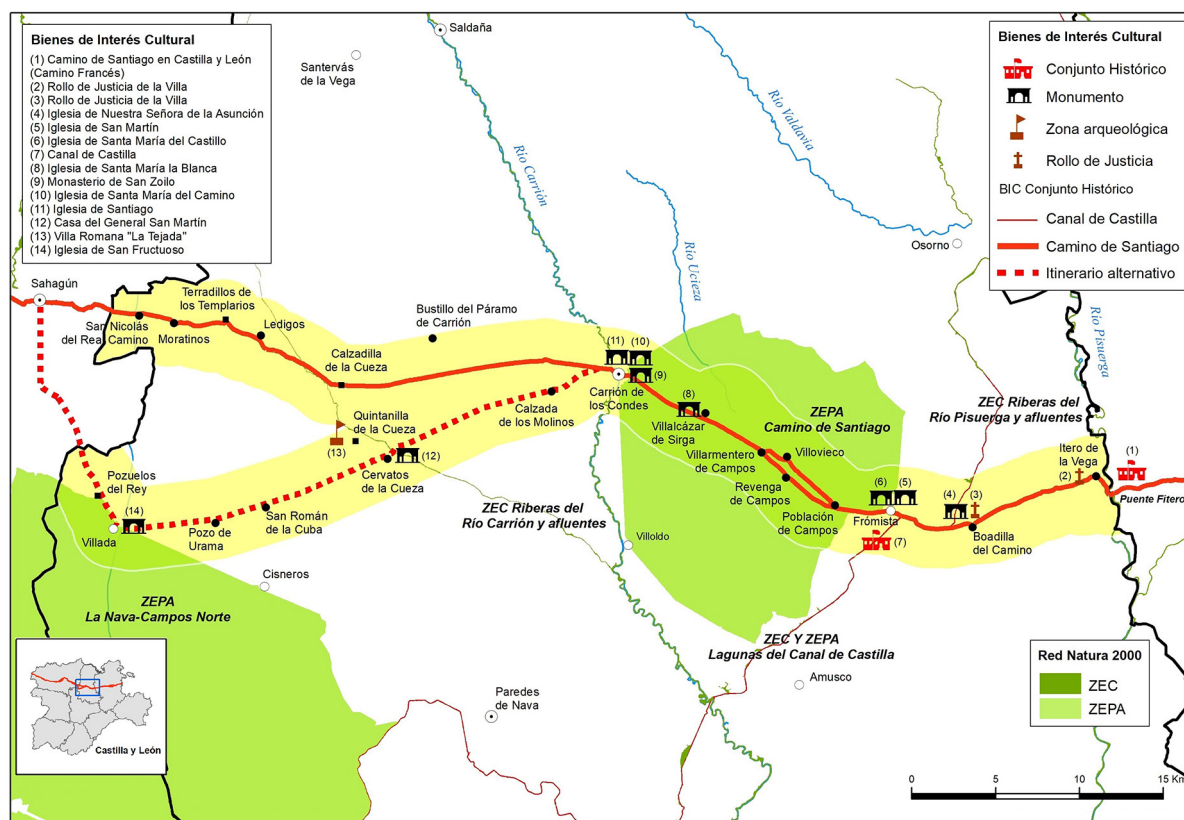 Bienes de Interés Cultural
(1) Camino de Santiago en Castilla y León
(Camino Francés)
(2) Rollo de Justicia de la Villa
(3) Rollo de Justicia de la Villa
(4) Iglesia de Nuestra Señora de la Asunción
(5) Iglesia de San Martín
(6) Iglesia de Santa María del Castillo
(7) Canal de Castilla
(8) Iglesia de Santa María la Blanca
(9) Monasterio de San Zoilo
(10) Iglesia de Santa María del Camino
(11) Iglesia de Santiago
(12) Casa del General San Martín
(13) Villa Romana "La Tejada"
(14) Iglesia de San Fructuoso
Saldaña
Santervás
de la Vega
Río Carrión
Río Valdavia
Río Ucieza
Osorno
Bienes de Interés Cultural
Conjunto Histórico
Monumento
Zona arqueológica
Rollo de Justicia
BIC Conjunto Histórico
Canal de Castilla
Camino de Santiago
Itinerario alternativo
Río Pisuerga
Sahagún
San Nicolás
del Real Camino
Moratinos
Terradillos de
los Templarios
Ledigos
Bustillo del Páramo
de Carrión
Calzadilla
de la Cueza
(11)
(10)
(9)
Carrión de
los Condes
Calzada
de los Molinos
Quintanilla
de la Cueza
(13)
(12)
Cervatos
de la Cueza
(8)
Villalcázar
de Sirga
ZEPA
Camino de Santiago
ZEC Riberas del
Río Pisuerga y afluentes
Villarmentero
de Campos
Villovieco
Revenga
de Campos
Población
de Campos
(6)
(5)
Frómista
(7)
(4)
(3)
Boadilla
del Camino
Itero de
la Vega
(2)
(1)
Puente Fitero
Pozuelos
del Rey
(14)
Villada
Pozo de
Urama
San Román
de la Cuba
ZEC Riberas del
Río Carrión y afluentes
Villoldo
Cisneros
ZEPA
La Nava-Campos Norte
ZEC Y ZEPA
Lagunas del Canal de Castilla
Amusco
Paredes
de Nava
Castilla y León
Red Natura 2000
ZEC
ZEPA
0 5 10 15 Km